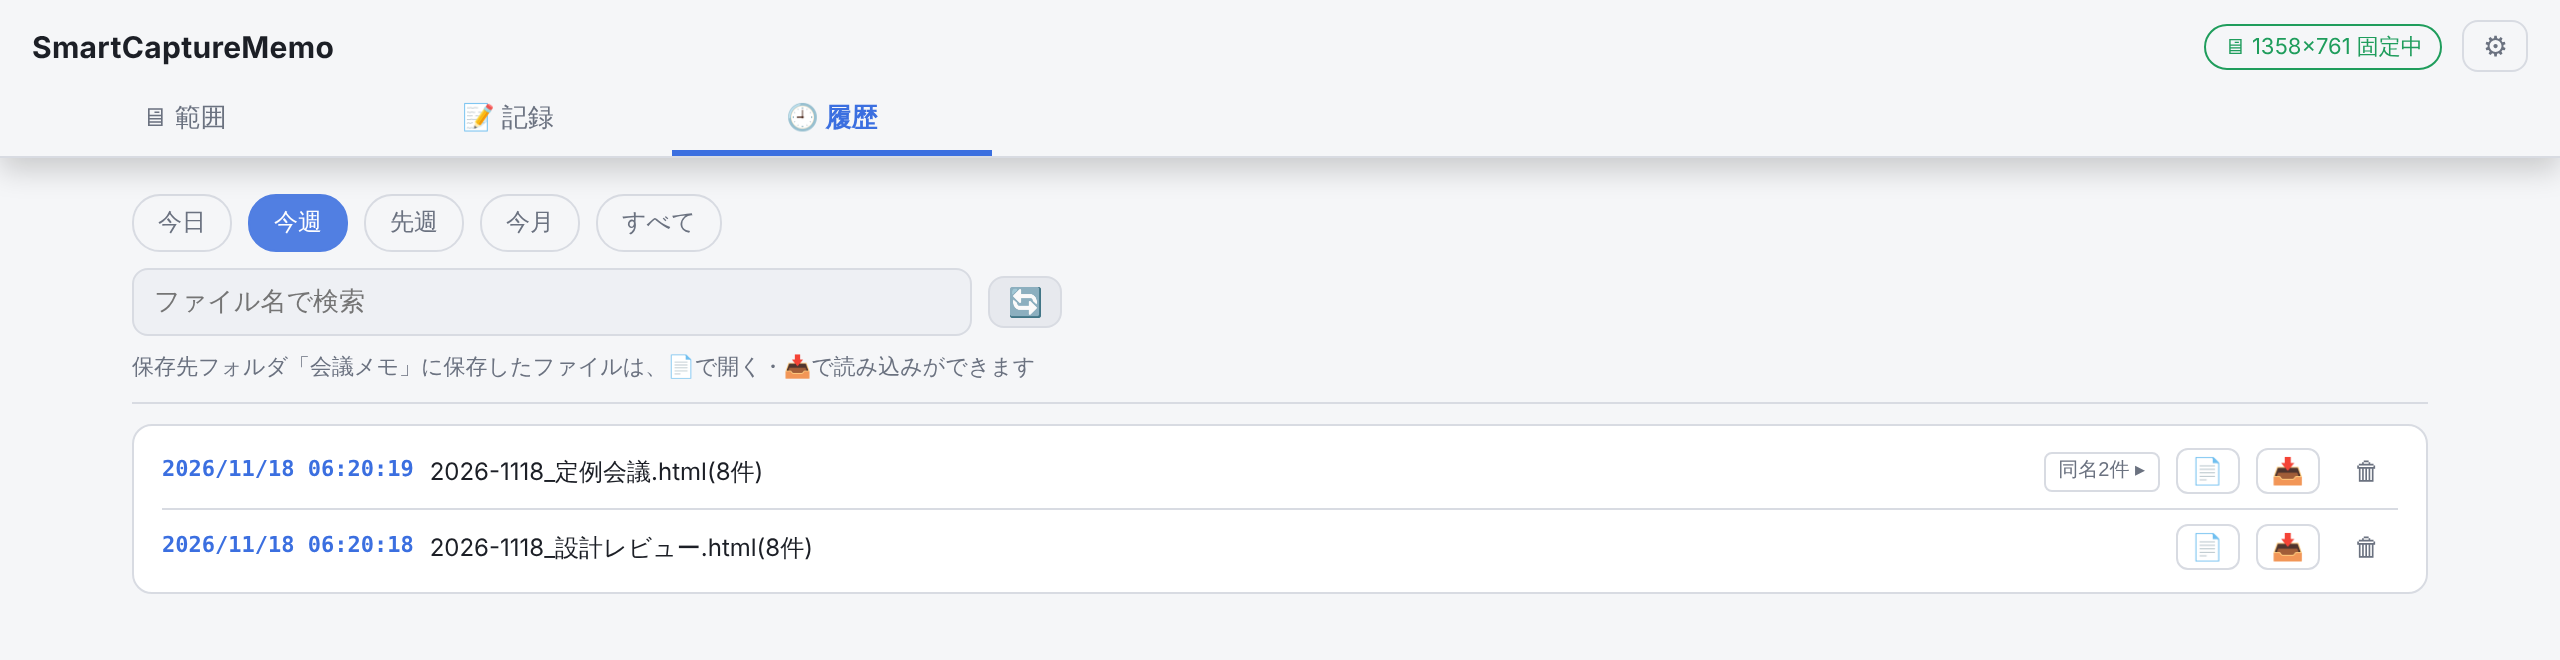 SmartCaptureMemo
🖥 1358×761 固定中
⚙
🖥 範囲
📝 記録
🕘 履歴
今日
今週
先週
今月
すべて
ファイル名で検索
🔄
保存先フォルダ「会議メモ」に保存したファイルは、📄で開く・📥で読み込みができます
2026/11/18 06:20:19 2026-1118_定例会議.html(8件) 同名2件 ▸ 📄 📥 🗑
2026/11/18 06:20:18 2026-1118_設計レビュー.html(8件) 📄 📥 🗑